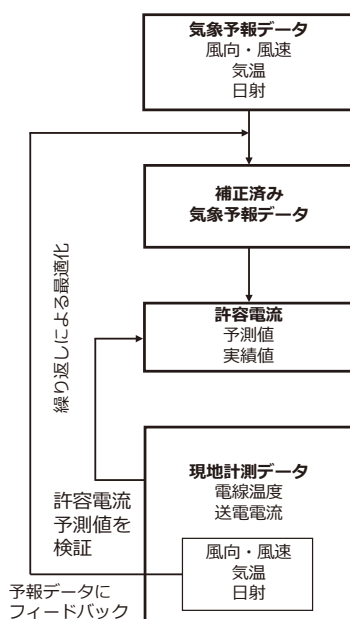 気象予報データ
風向・風速
気温
日射
補正済み
気象予報データ
繰り返しによる最適化
許容電流
予測値
実績値
現地計測データ
電線温度
送電電流
許容電流
予測値を
検証
風向・風速
気温
日射
予報データに
フィードバック